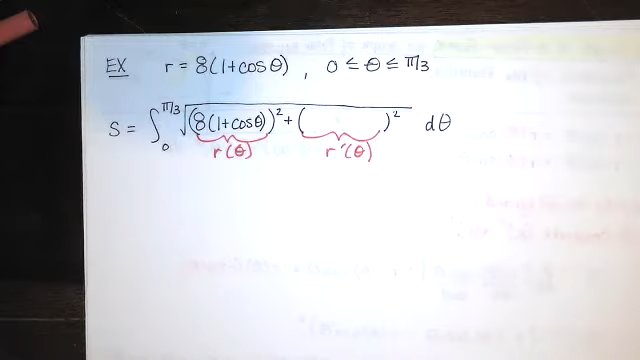 EX r = 8(1+cosθ), 0 ≤ θ ≤ π/3
S = ∫₀^{π/3} √((8(1+cosθ))² + ( )²) dθ
r(θ) r'(θ)